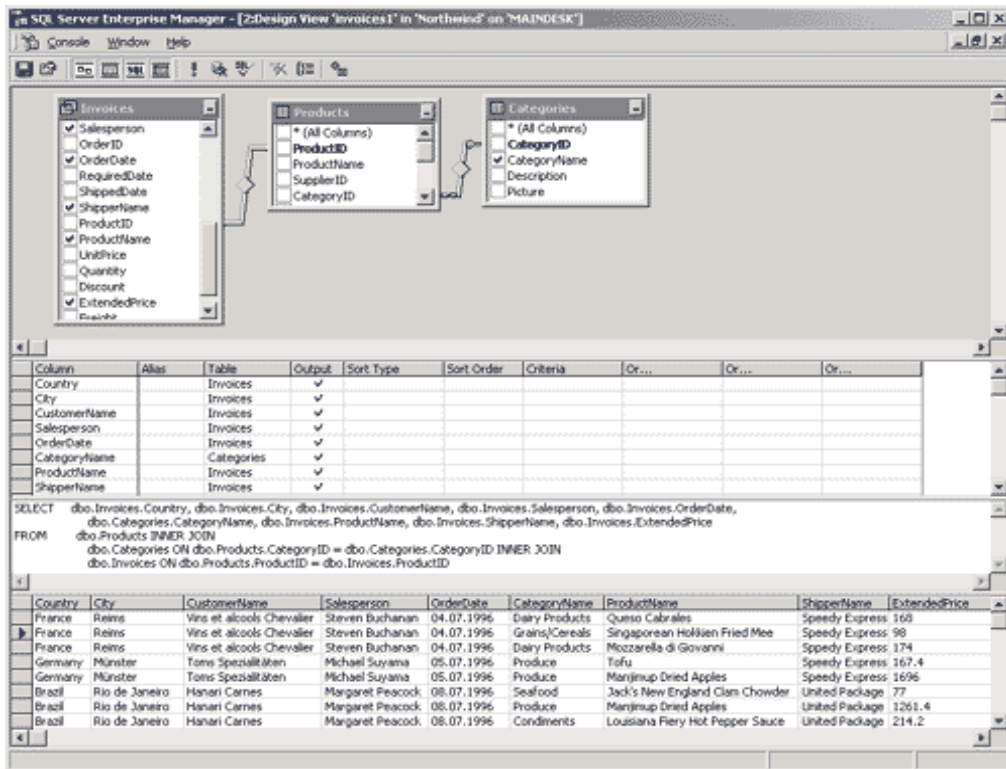 SQL Server Enterprise Manager - [2:Design View 'invoices1' in 'Northwind' on 'MAINDESK']
Console Window Help
Invoices
Salesperson
OrderID
OrderDate
RequiredDate
ShippedDate
ShipperName
ProductID
ProductName
UnitPrice
Quantity
Discount
ExtendedPrice
Freight
Products
* (All Columns)
ProductID
ProductName
SupplierID
CategoryID
Categories
* (All Columns)
CategoryID
CategoryName
Description
Picture
Column Alias Table Output Sort Type Sort Order Criteria Or... Or... Or...
Country Invoices
City Invoices
CustomerName Invoices
Salesperson Invoices
OrderDate Invoices
CategoryName Categories
ProductName Invoices
ShipperName Invoices
SELECT dbo.Invoices.Country, dbo.Invoices.City, dbo.Invoices.CustomerName, dbo.Invoices.Salesperson, dbo.Invoices.OrderDate,
dbo.Categories.CategoryName, dbo.Invoices.ProductName, dbo.Invoices.ShipperName, dbo.Invoices.ExtendedPrice
FROM dbo.Products INNER JOIN
dbo.Categories ON dbo.Products.CategoryID = dbo.Categories.CategoryID INNER JOIN
dbo.Invoices ON dbo.Products.ProductID = dbo.Invoices.ProductID
Country City CustomerName Salesperson OrderDate CategoryName ProductName ShipperName ExtendedPrice
France Reims Vins et alcools Chevalier Steven Buchanan 04.07.1996 Dairy Products Queso Cabrales Speedy Express 168
France Reims Vins et alcools Chevalier Steven Buchanan 04.07.1996 Grains/Cereals Singaporean Hokkien Fried Mee Speedy Express 98
France Reims Vins et alcools Chevalier Steven Buchanan 04.07.1996 Dairy Products Mozzarella di Giovanni Speedy Express 174
Germany Münster Toms Spezialitäten Michael Suyama 05.07.1996 Produce Tofu Speedy Express 167.4
Germany Münster Toms Spezialitäten Michael Suyama 05.07.1996 Produce Manjimup Dried Apples Speedy Express 1696
Brazil Rio de Janeiro Hanari Carnes Margaret Peacock 08.07.1996 Seafood Jack's New England Clam Chowder United Package 77
Brazil Rio de Janeiro Hanari Carnes Margaret Peacock 08.07.1996 Produce Manjimup Dried Apples United Package 1261.4
Brazil Rio de Janeiro Hanari Carnes Margaret Peacock 08.07.1996 Condiments Louisiana Fiery Hot Pepper Sauce United Package 214.2